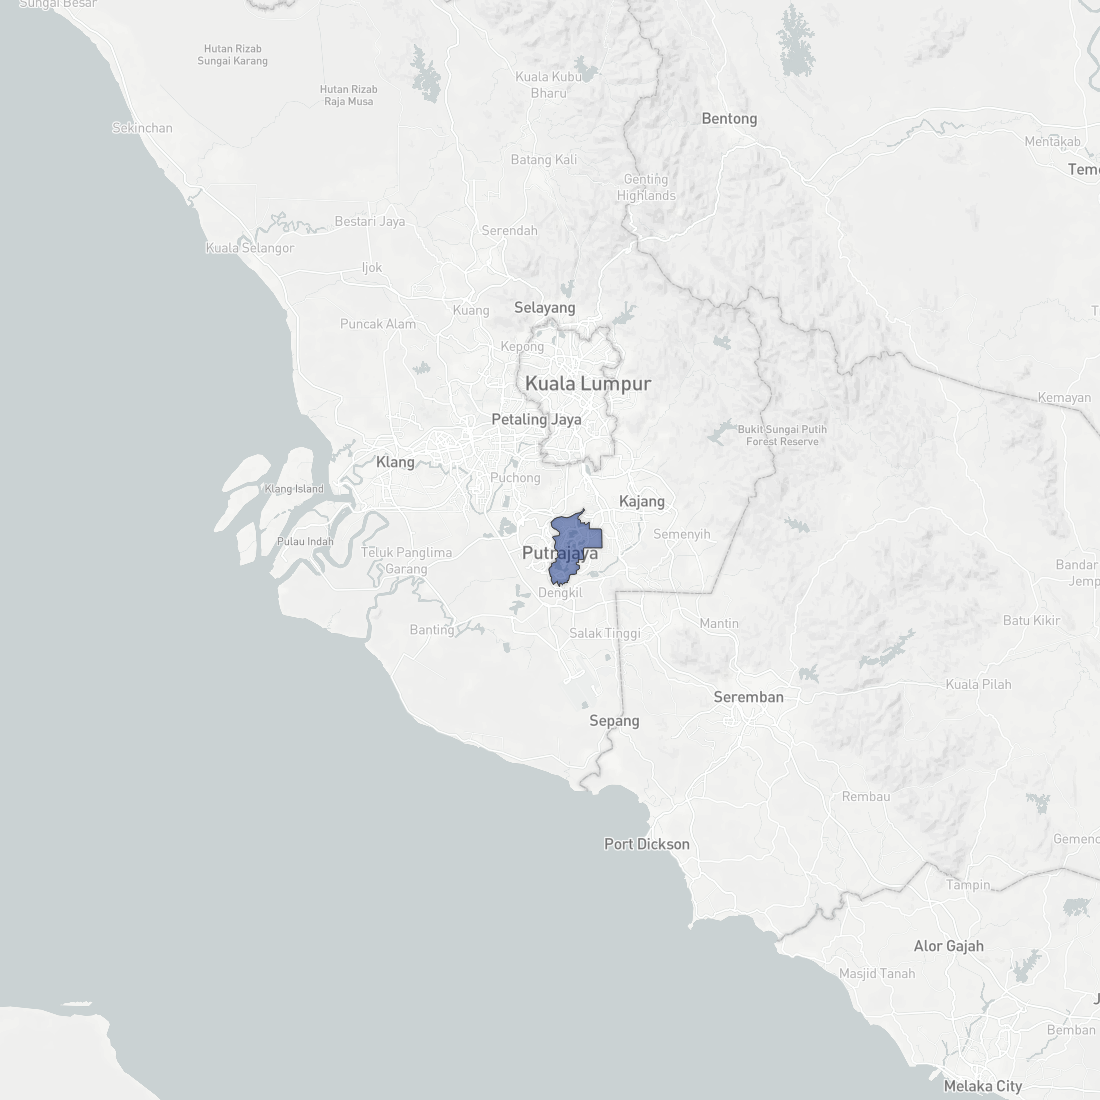 Sungai Besar
Hutan Rizab
Sungai Karang
Hutan Rizab
Raja Musa
Kuala Kubu
Bharu
Bentong
Sekinchan
Mentakab
Batang Kali
Teme
Genting
Highlands
Bestari Jaya
Serendah
Kuala Selangor
Ijok
Selayang
Kuang
T
Puncak Alam
Kepong
Kuala Lumpur
Kemayan
Petaling Jaya
Bukit Sungai Putih
Forest Reserve
Klang
Puchong
Klang Island
Kajang
Semenyih
Pulau Indah
Putrajaya
Teluk Panglima
Garang
Bandar
Jemp
Dengkil
Batu Kikir
Mantin
Banting
Salak Tinggi
Kuala Pilah
Seremban
Sepang
Rembau
Gemenc
Port Dickson
Tampin
Alor Gajah
Masjid Tanah
J
Bemban
Melaka City